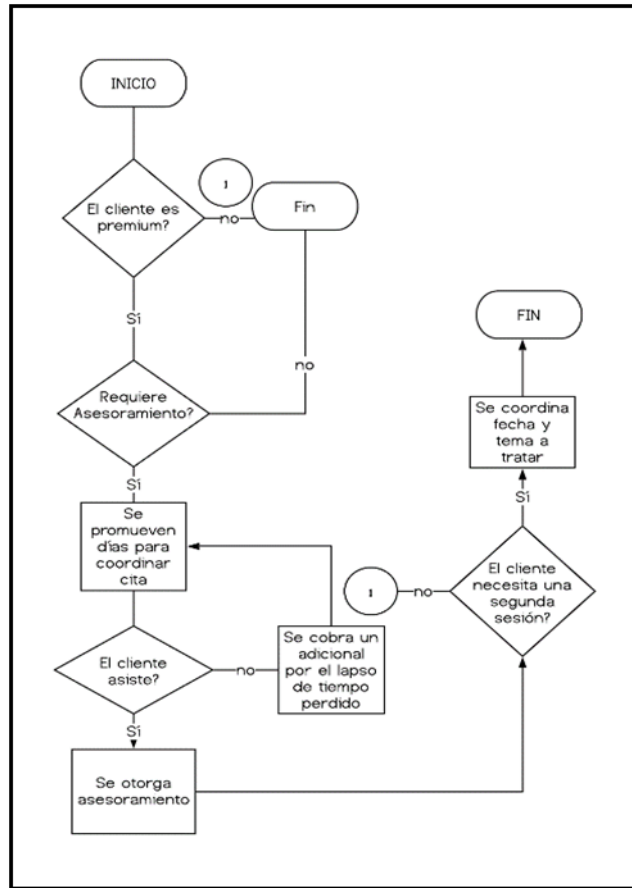 INICIO
El cliente es
premium?
no
1
Fin
Sí
no
Requiere
Asesoramiento?
Sí
Se
promueven
días para
coordinar
cita
El cliente
asiste?
no
Se cobra un
adicional
por el lapso
de tiempo
perdido
Sí
Se otorga
asesoramiento
El cliente
necesita una
segunda
sesión?
no
1
Sí
Se coordina
fecha y
tema a
tratar
FIN